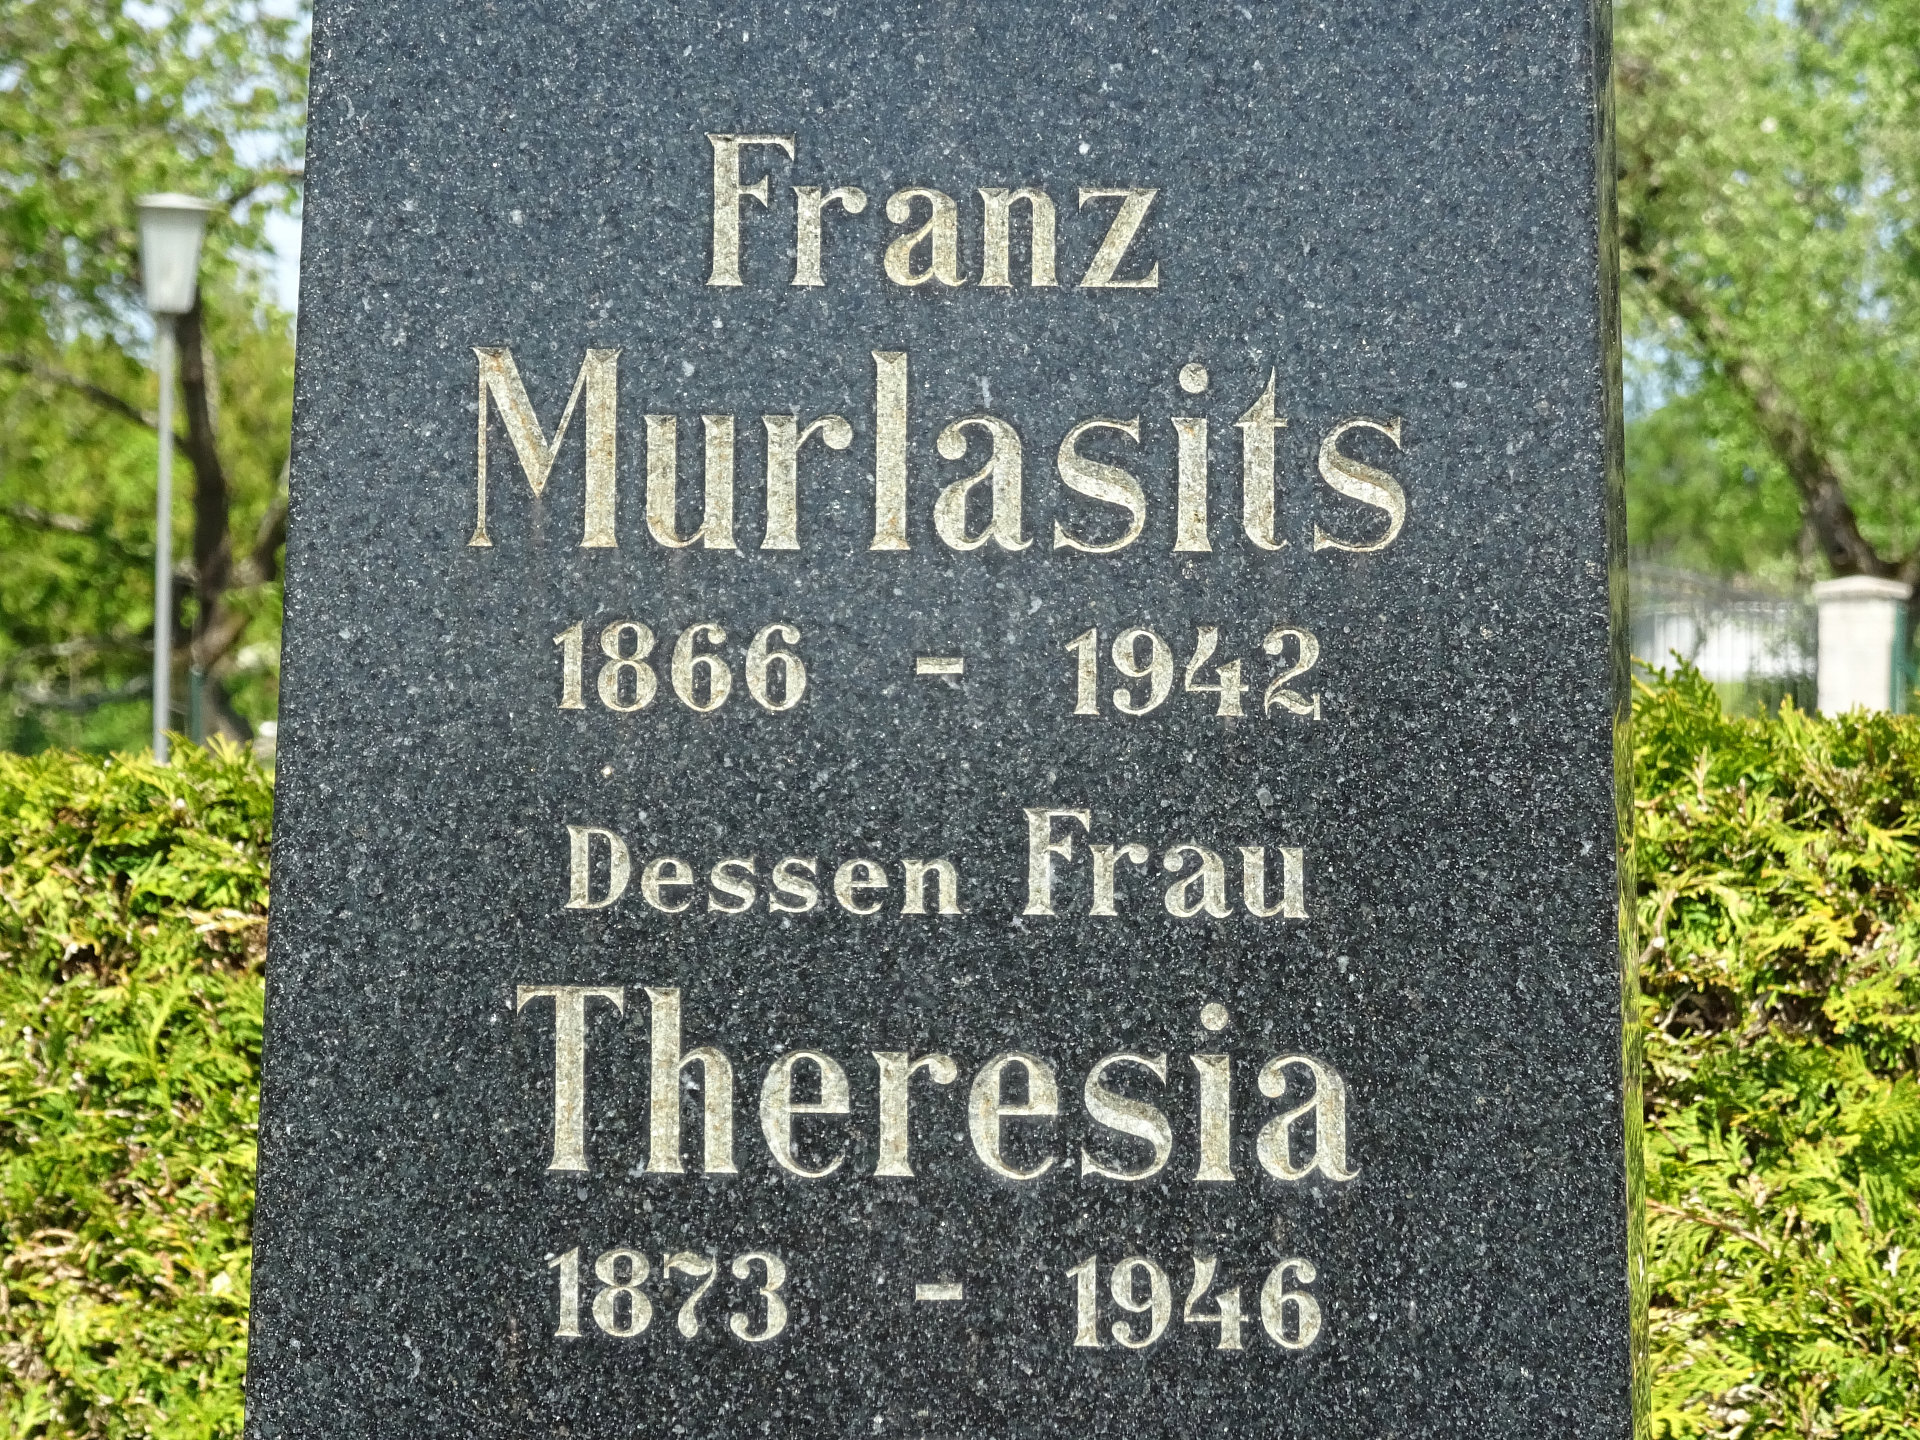 Franz
Murlasits
1866 - 1942
Dessen Frau
Theresia
1873 - 1946